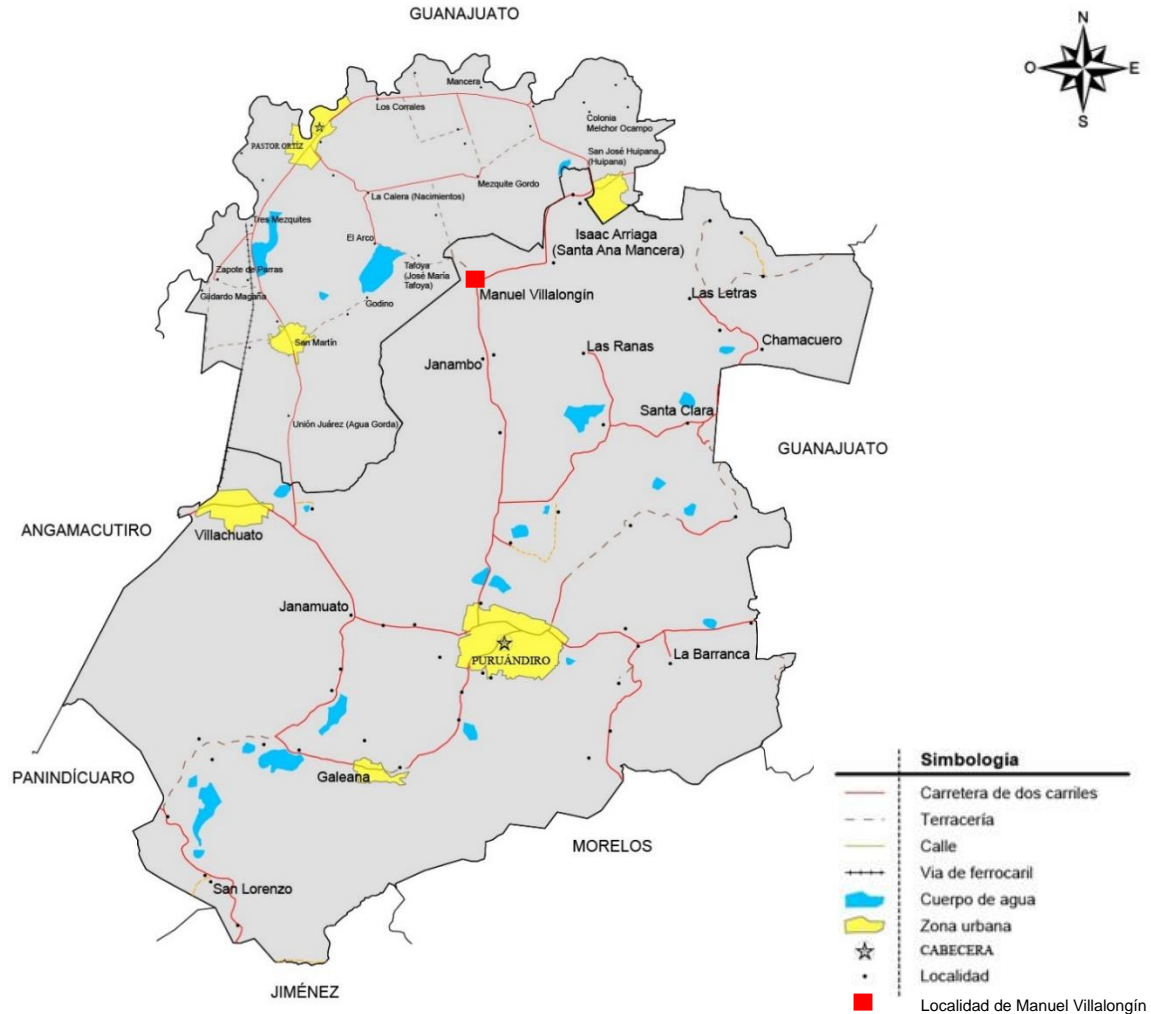 GUANAJUATO
N
O
E
S
Mancera
Los Corrales
Colonia
Melchor Ocampo
PASTOR ORTÍZ
San José Huipana
(Huipana)
Mezquite Gordo
La Calera (Nacimientos)
Tres Mezquites
Isaac Arriaga
(Santa Ana Mancera)
El Arco
Tafoya
(José María
Tafoya)
Zapote de Parras
Gildardo Magaña
Godino
Manuel Villalongín
Las Letras
San Martín
Chamacuero
Janambo
Las Ranas
Santa Clara
Unión Juárez (Agua Gorda)
GUANAJUATO
ANGAMACUTIRO
Villachuato
Janamuato
PURUÁNDIRO
La Barranca
PANINDÍCUARO
Galeana
MORELOS
San Lorenzo
JIMÉNEZ
Simbología
Carretera de dos carriles
Terracería
Calle
Via de ferrocaril
Cuerpo de agua
Zona urbana
CABECERA
Localidad
Localidad de Manuel Villalongín